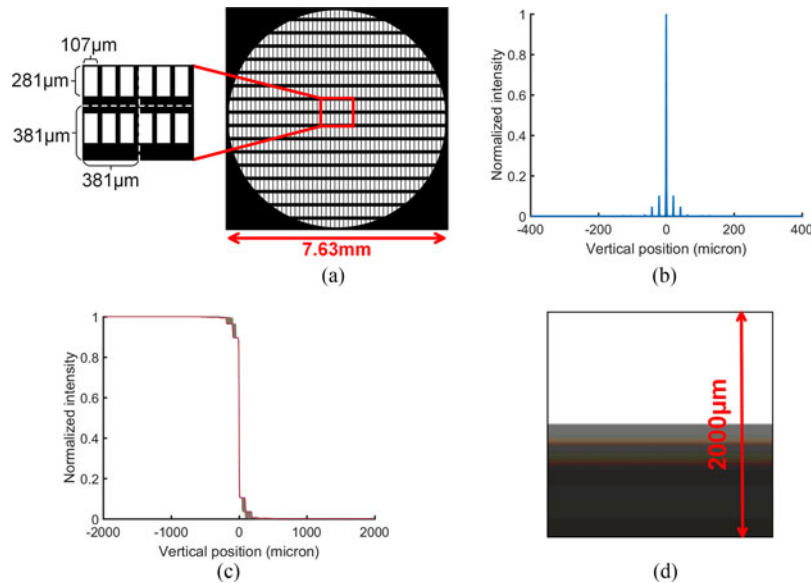 107µm
281µm
381µm
381µm
7.63mm
(a)
Normalized intensity
1
0.8
0.6
0.4
0.2
0
-400
-200
0
200
400
Vertical position (micron)
(b)
Normalized intensity
1
0.8
0.6
0.4
0.2
0
-2000
-1000
0
1000
2000
Vertical position (micron)
(c)
2000µm
(d)